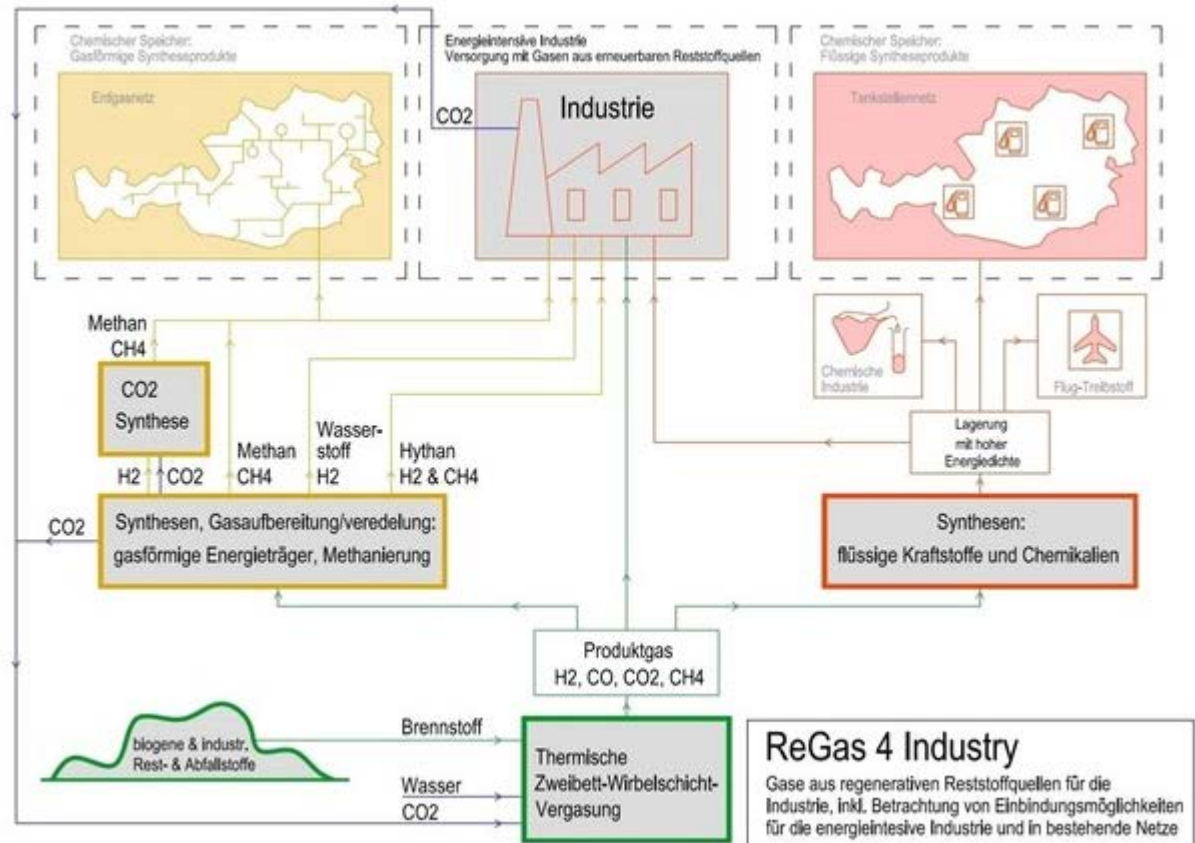 Chemischer Speicher:
Gasförmige Syntheseprodukte
Energieintensive Industrie
Versorgung mit Gasen aus erneuerbaren Reststoffquellen
Chemischer Speicher:
Flüssige Syntheseprodukte
Erdgasnetz
CO2
Industrie
Tankstellennetz
Methan
CH4
CO2
Synthese
H2
CO2
Methan
CH4
Wasser-
stoff
H2
Hythan
H2 & CH4
Chemische
Industrie
Flug-Treibstoff
Lagerung
mit hoher
Energiedichte
CO2
Synthesen, Gasaufbereitung/veredelung:
gasförmige Energieträger, Methanierung
Synthesen:
flüssige Kraftstoffe und Chemikalien
Produktgas
H2, CO, CO2, CH4
biogene & industr.
Rest- & Abfallstoffe
Brennstoff
Wasser
CO2
Thermische
Zweibett-Wirbelschicht-
Vergasung
ReGas 4 Industry
Gase aus regenerativen Reststoffquellen für die
Industrie, inkl. Betrachtung von Einbindungsmöglichkeiten
für die energieintesive Industrie und in bestehende Netze